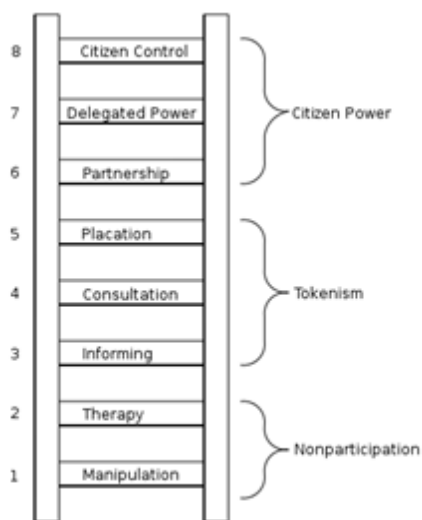 8 Citizen Control
7 Delegated Power
Citizen Power
6 Partnership
5 Placation
4 Consultation
Tokenism
3 Informing
2 Therapy
Nonparticipation
1 Manipulation